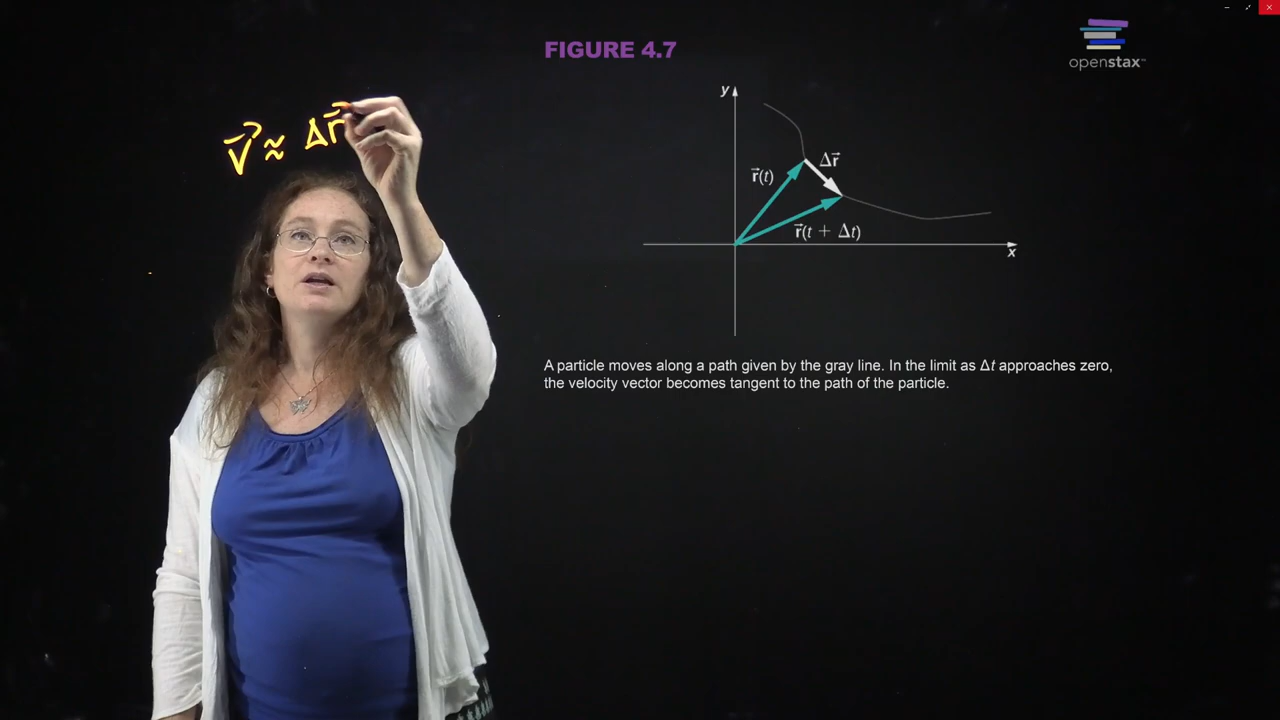 FIGURE 4.7
openstax™
v⃗ ≈ Δr⃗
y
Δr⃗
r⃗(t)
r⃗(t + Δt)
x
A particle moves along a path given by the gray line. In the limit as Δt approaches zero,
the velocity vector becomes tangent to the path of the particle.